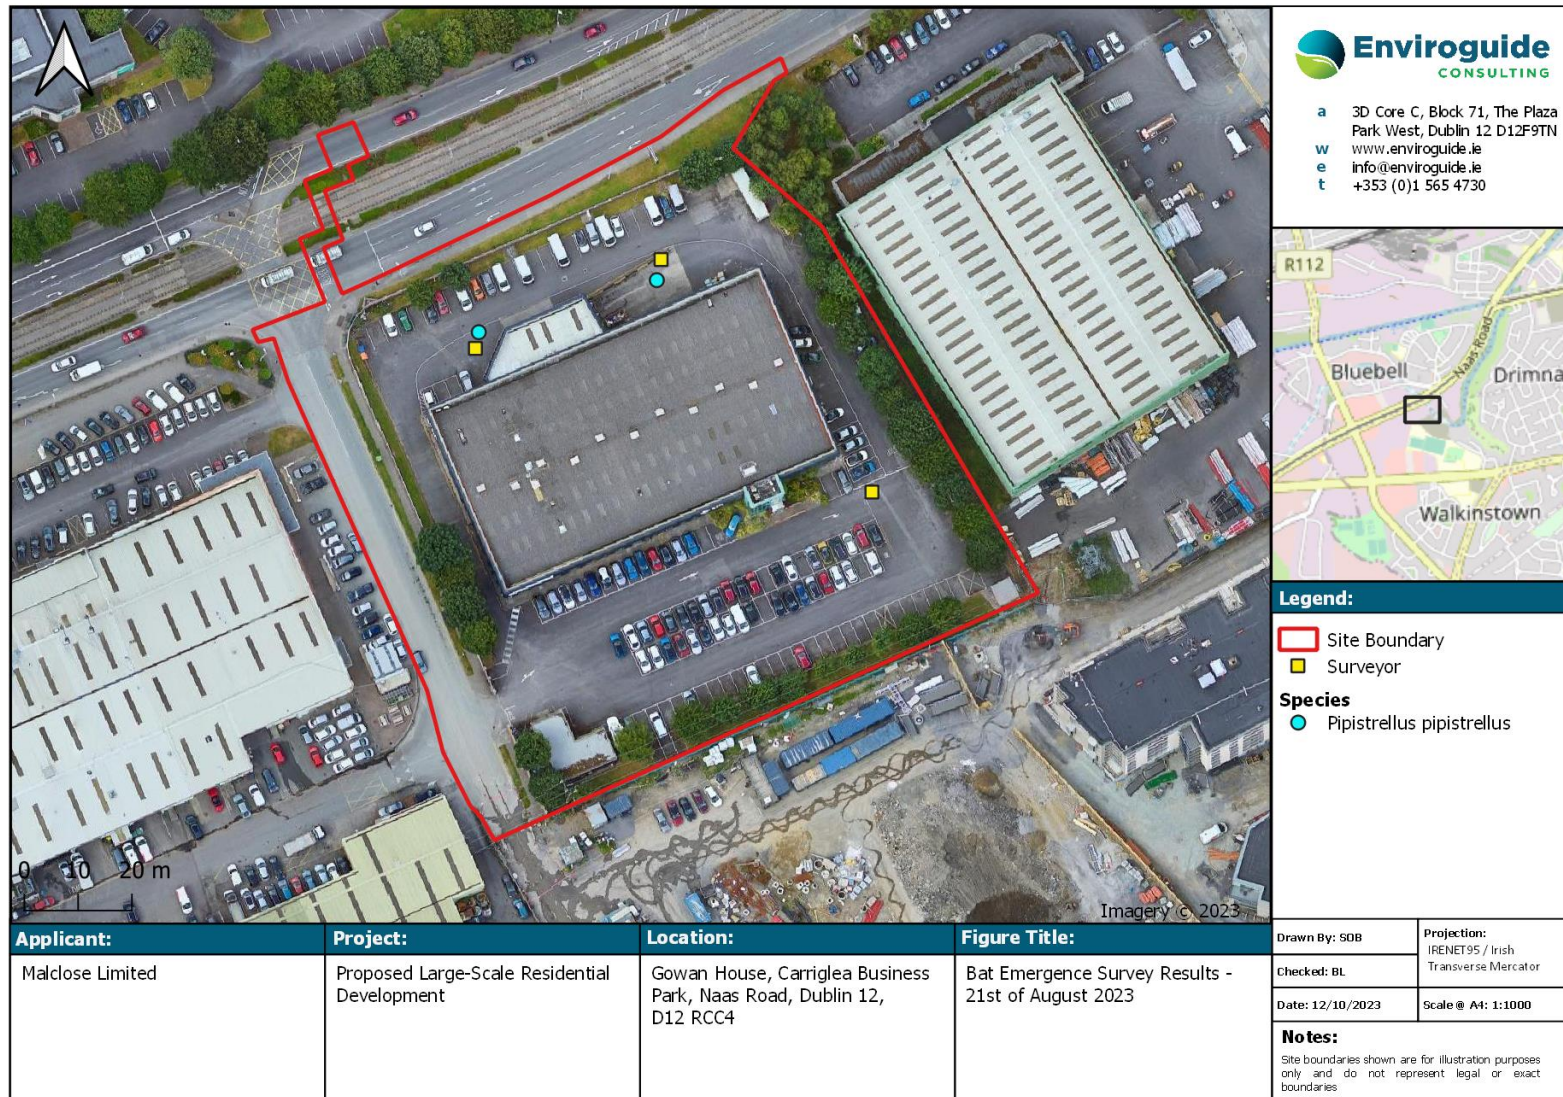 Enviroguide
CONSULTING
a 3D Core C, Block 71, The Plaza
Park West, Dublin 12 D12F9TN
w www.enviroguide.ie
e info@enviroguide.ie
t +353 (0)1 565 4730
R112
Naas Road
Bluebell
Drimna
Walkinstown
Legend:
Site Boundary
Surveyor
Species
Pipistrellus pipistrellus
0 10 20 m
Imagery © 2023
Applicant:
Malclose Limited
Project:
Proposed Large-Scale Residential
Development
Location:
Gowan House, Carriglea Business
Park, Naas Road, Dublin 12,
D12 RCC4
Figure Title:
Bat Emergence Survey Results -
21st of August 2023
Drawn By: SOB
Checked: BL
Date: 12/10/2023
Projection:
IRENET95 / Irish
Transverse Mercator
Scale @ A4: 1:1000
Notes:
Site boundaries shown are for illustration purposes
only and do not represent legal or exact
boundaries